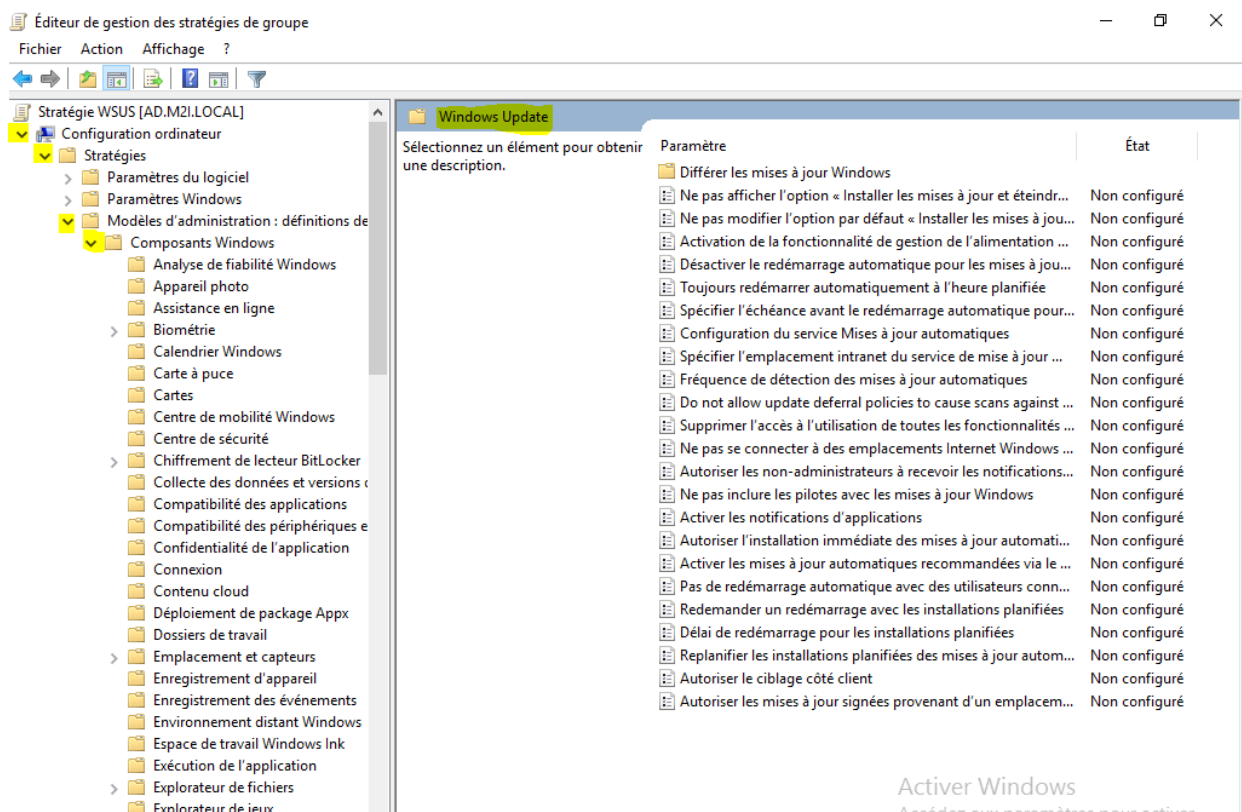 Éditeur de gestion des stratégies de groupe
Fichier Action Affichage ?
Stratégie WSUS [AD.M2I.LOCAL]
Configuration ordinateur
Stratégies
Paramètres du logiciel
Paramètres Windows
Modèles d'administration : définitions de
Composants Windows
Analyse de fiabilité Windows
Appareil photo
Assistance en ligne
Biométrie
Calendrier Windows
Carte à puce
Cartes
Centre de mobilité Windows
Centre de sécurité
Chiffrement de lecteur BitLocker
Collecte des données et versions
Compatibilité des applications
Compatibilité des périphériques e
Confidentialité de l'application
Connexion
Contenu cloud
Déploiement de package Appx
Dossiers de travail
Emplacement et capteurs
Enregistrement d'appareil
Enregistrement des événements
Environnement distant Windows
Espace de travail Windows Ink
Exécution de l'application
Explorateur de fichiers
Explorateur de jeux
Windows Update
Sélectionnez un élément pour obtenir
une description.
Paramètre État
Différer les mises à jour Windows
Ne pas afficher l'option « Installer les mises à jour et éteindr... Non configuré
Ne pas modifier l'option par défaut « Installer les mises à jou... Non configuré
Activation de la fonctionnalité de gestion de l'alimentation ... Non configuré
Désactiver le redémarrage automatique pour les mises à jou... Non configuré
Toujours redémarrer automatiquement à l'heure planifiée Non configuré
Spécifier l'échéance avant le redémarrage automatique pour... Non configuré
Configuration du service Mises à jour automatiques Non configuré
Spécifier l'emplacement intranet du service de mise à jour ... Non configuré
Fréquence de détection des mises à jour automatiques Non configuré
Do not allow update deferral policies to cause scans against ... Non configuré
Supprimer l'accès à l'utilisation de toutes les fonctionnalités ... Non configuré
Ne pas se connecter à des emplacements Internet Windows ... Non configuré
Autoriser les non-administrateurs à recevoir les notifications... Non configuré
Ne pas inclure les pilotes avec les mises à jour Windows Non configuré
Activer les notifications d'applications Non configuré
Autoriser l'installation immédiate des mises à jour automati... Non configuré
Activer les mises à jour automatiques recommandées via le ... Non configuré
Pas de redémarrage automatique avec des utilisateurs conn... Non configuré
Redemander un redémarrage avec les installations planifiées Non configuré
Délai de redémarrage pour les installations planifiées Non configuré
Replanifier les installations planifiées des mises à jour autom... Non configuré
Autoriser le ciblage côté client Non configuré
Autoriser les mises à jour signées provenant d'un emplacem... Non configuré
Activer Windows
Accédez aux paramètres pour activer